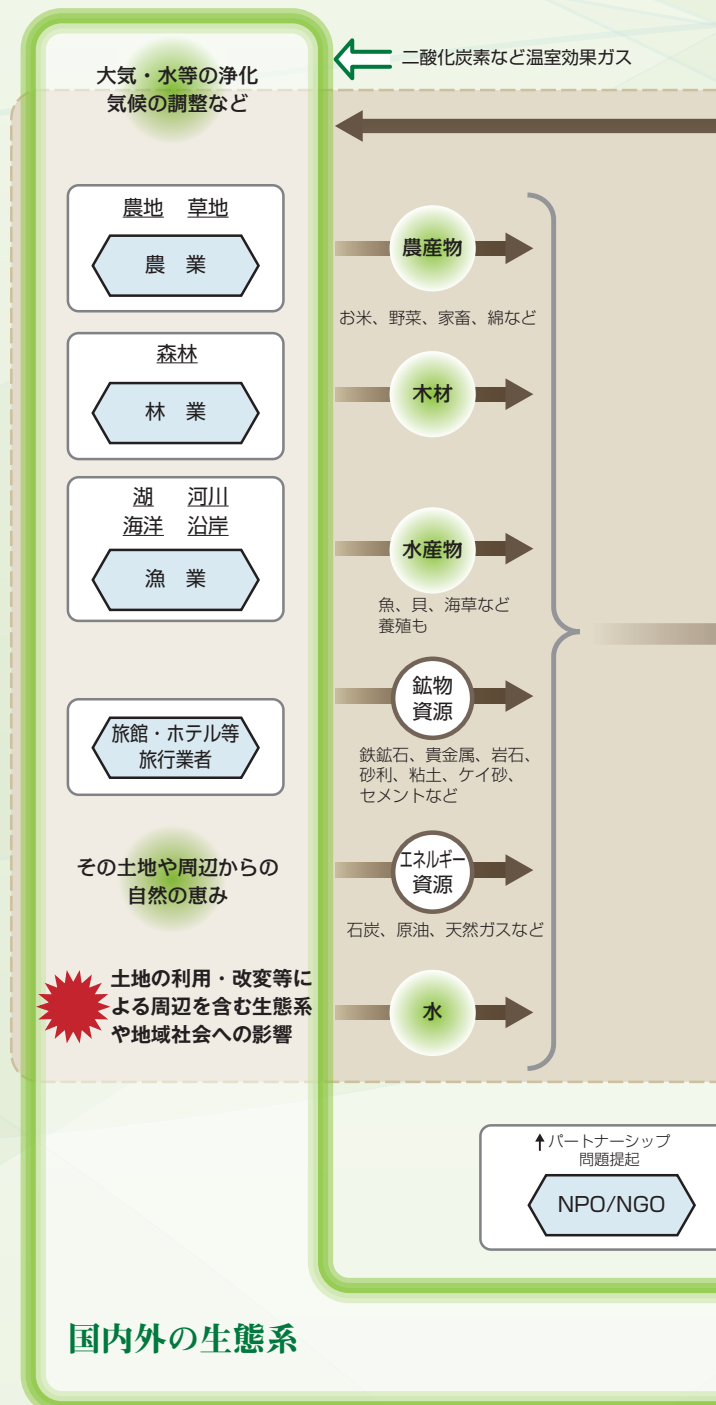 二酸化炭素など温室効果ガス
大気・水等の浄化
気候の調整など
農地 草地
農 業
農産物
お米、野菜、家畜、綿など
森林
林 業
木材
湖 河川
海洋 沿岸
漁 業
水産物
魚、貝、海草など
養殖も
旅館・ホテル等
旅行業者
鉱物
資源
鉄鉱石、貴金属、岩石、
砂利、粘土、ケイ砂、
セメントなど
その土地や周辺からの
自然の恵み
エネルギー
資源
石炭、原油、天然ガスなど
土地の利用・改変等に
よる周辺を含む生態系
や地域社会への影響
水
パートナーシップ
問題提起
NPO/NGO
国内外の生態系